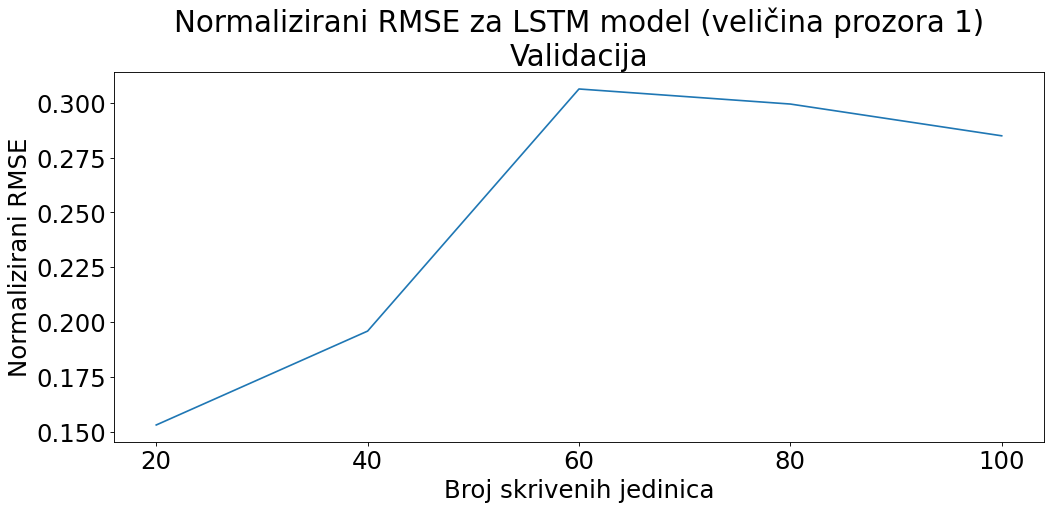 Normalizirani RMSE za LSTM model (veličina prozora 1)
Validacija
Normalizirani RMSE
0.300
0.275
0.250
0.225
0.200
0.175
0.150
20 40 60 80 100
Broj skrivenih jedinica